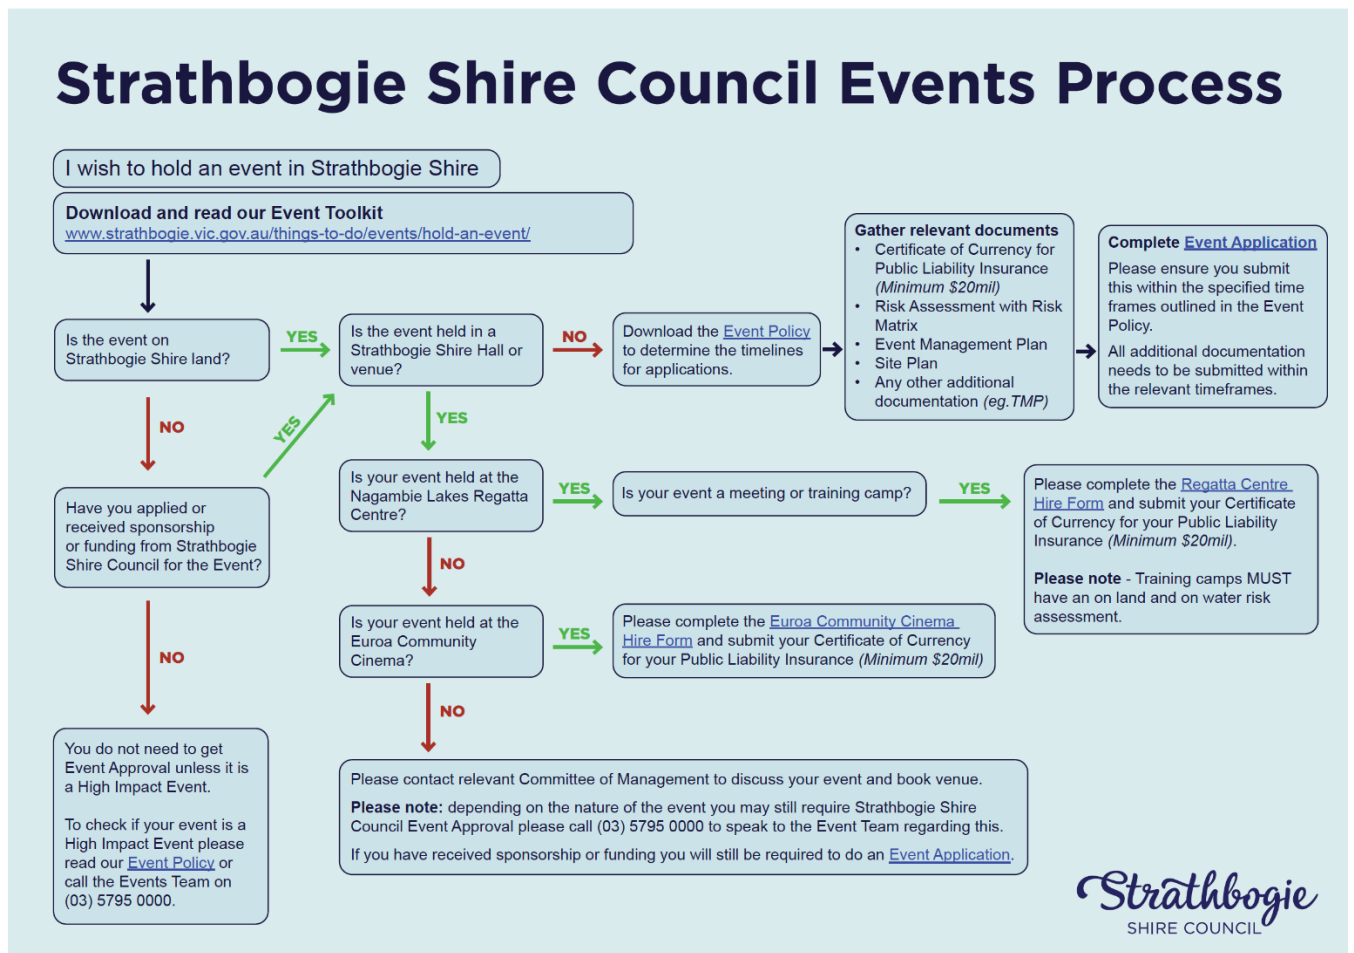 Strathbogie Shire Council Events Process
I wish to hold an event in Strathbogie Shire
Download and read our Event Toolkit
www.strathbogie.vic.gov.au/things-to-do/events/hold-an-event/
Is the event on
Strathbogie Shire land?
YES
Is the event held in a
Strathbogie Shire Hall or
venue?
NO
Download the Event Policy
to determine the timelines
for applications.
Gather relevant documents
• Certificate of Currency for
Public Liability Insurance
(Minimum $20mil)
• Risk Assessment with Risk
Matrix
• Event Management Plan
• Site Plan
• Any other additional
documentation (eg.TMP)
Complete Event Application
Please ensure you submit
this within the specified time
frames outlined in the Event
Policy.
All additional documentation
needs to be submitted within
the relevant timeframes.
NO
YES
YES
Have you applied or
received sponsorship
or funding from Strathbogie
Shire Council for the Event?
Is your event held at the
Nagambie Lakes Regatta
Centre?
YES
Is your event a meeting or training camp?
YES
Please complete the Regatta Centre
Hire Form and submit your Certificate
of Currency for your Public Liability
Insurance (Minimum $20mil).
Please note - Training camps MUST
have an on land and on water risk
assessment.
NO
NO
Is your event held at the
Euroa Community
Cinema?
YES
Please complete the Euroa Community Cinema
Hire Form and submit your Certificate of Currency
for your Public Liability Insurance (Minimum $20mil)
NO
You do not need to get
Event Approval unless it is
a High Impact Event.
To check if your event is a
High Impact Event please
read our Event Policy or
call the Events Team on
(03) 5795 0000.
Please contact relevant Committee of Management to discuss your event and book venue.
Please note: depending on the nature of the event you may still require Strathbogie Shire
Council Event Approval please call (03) 5795 0000 to speak to the Event Team regarding this.
If you have received sponsorship or funding you will still be required to do an Event Application.
Strathbogie
SHIRE COUNCIL